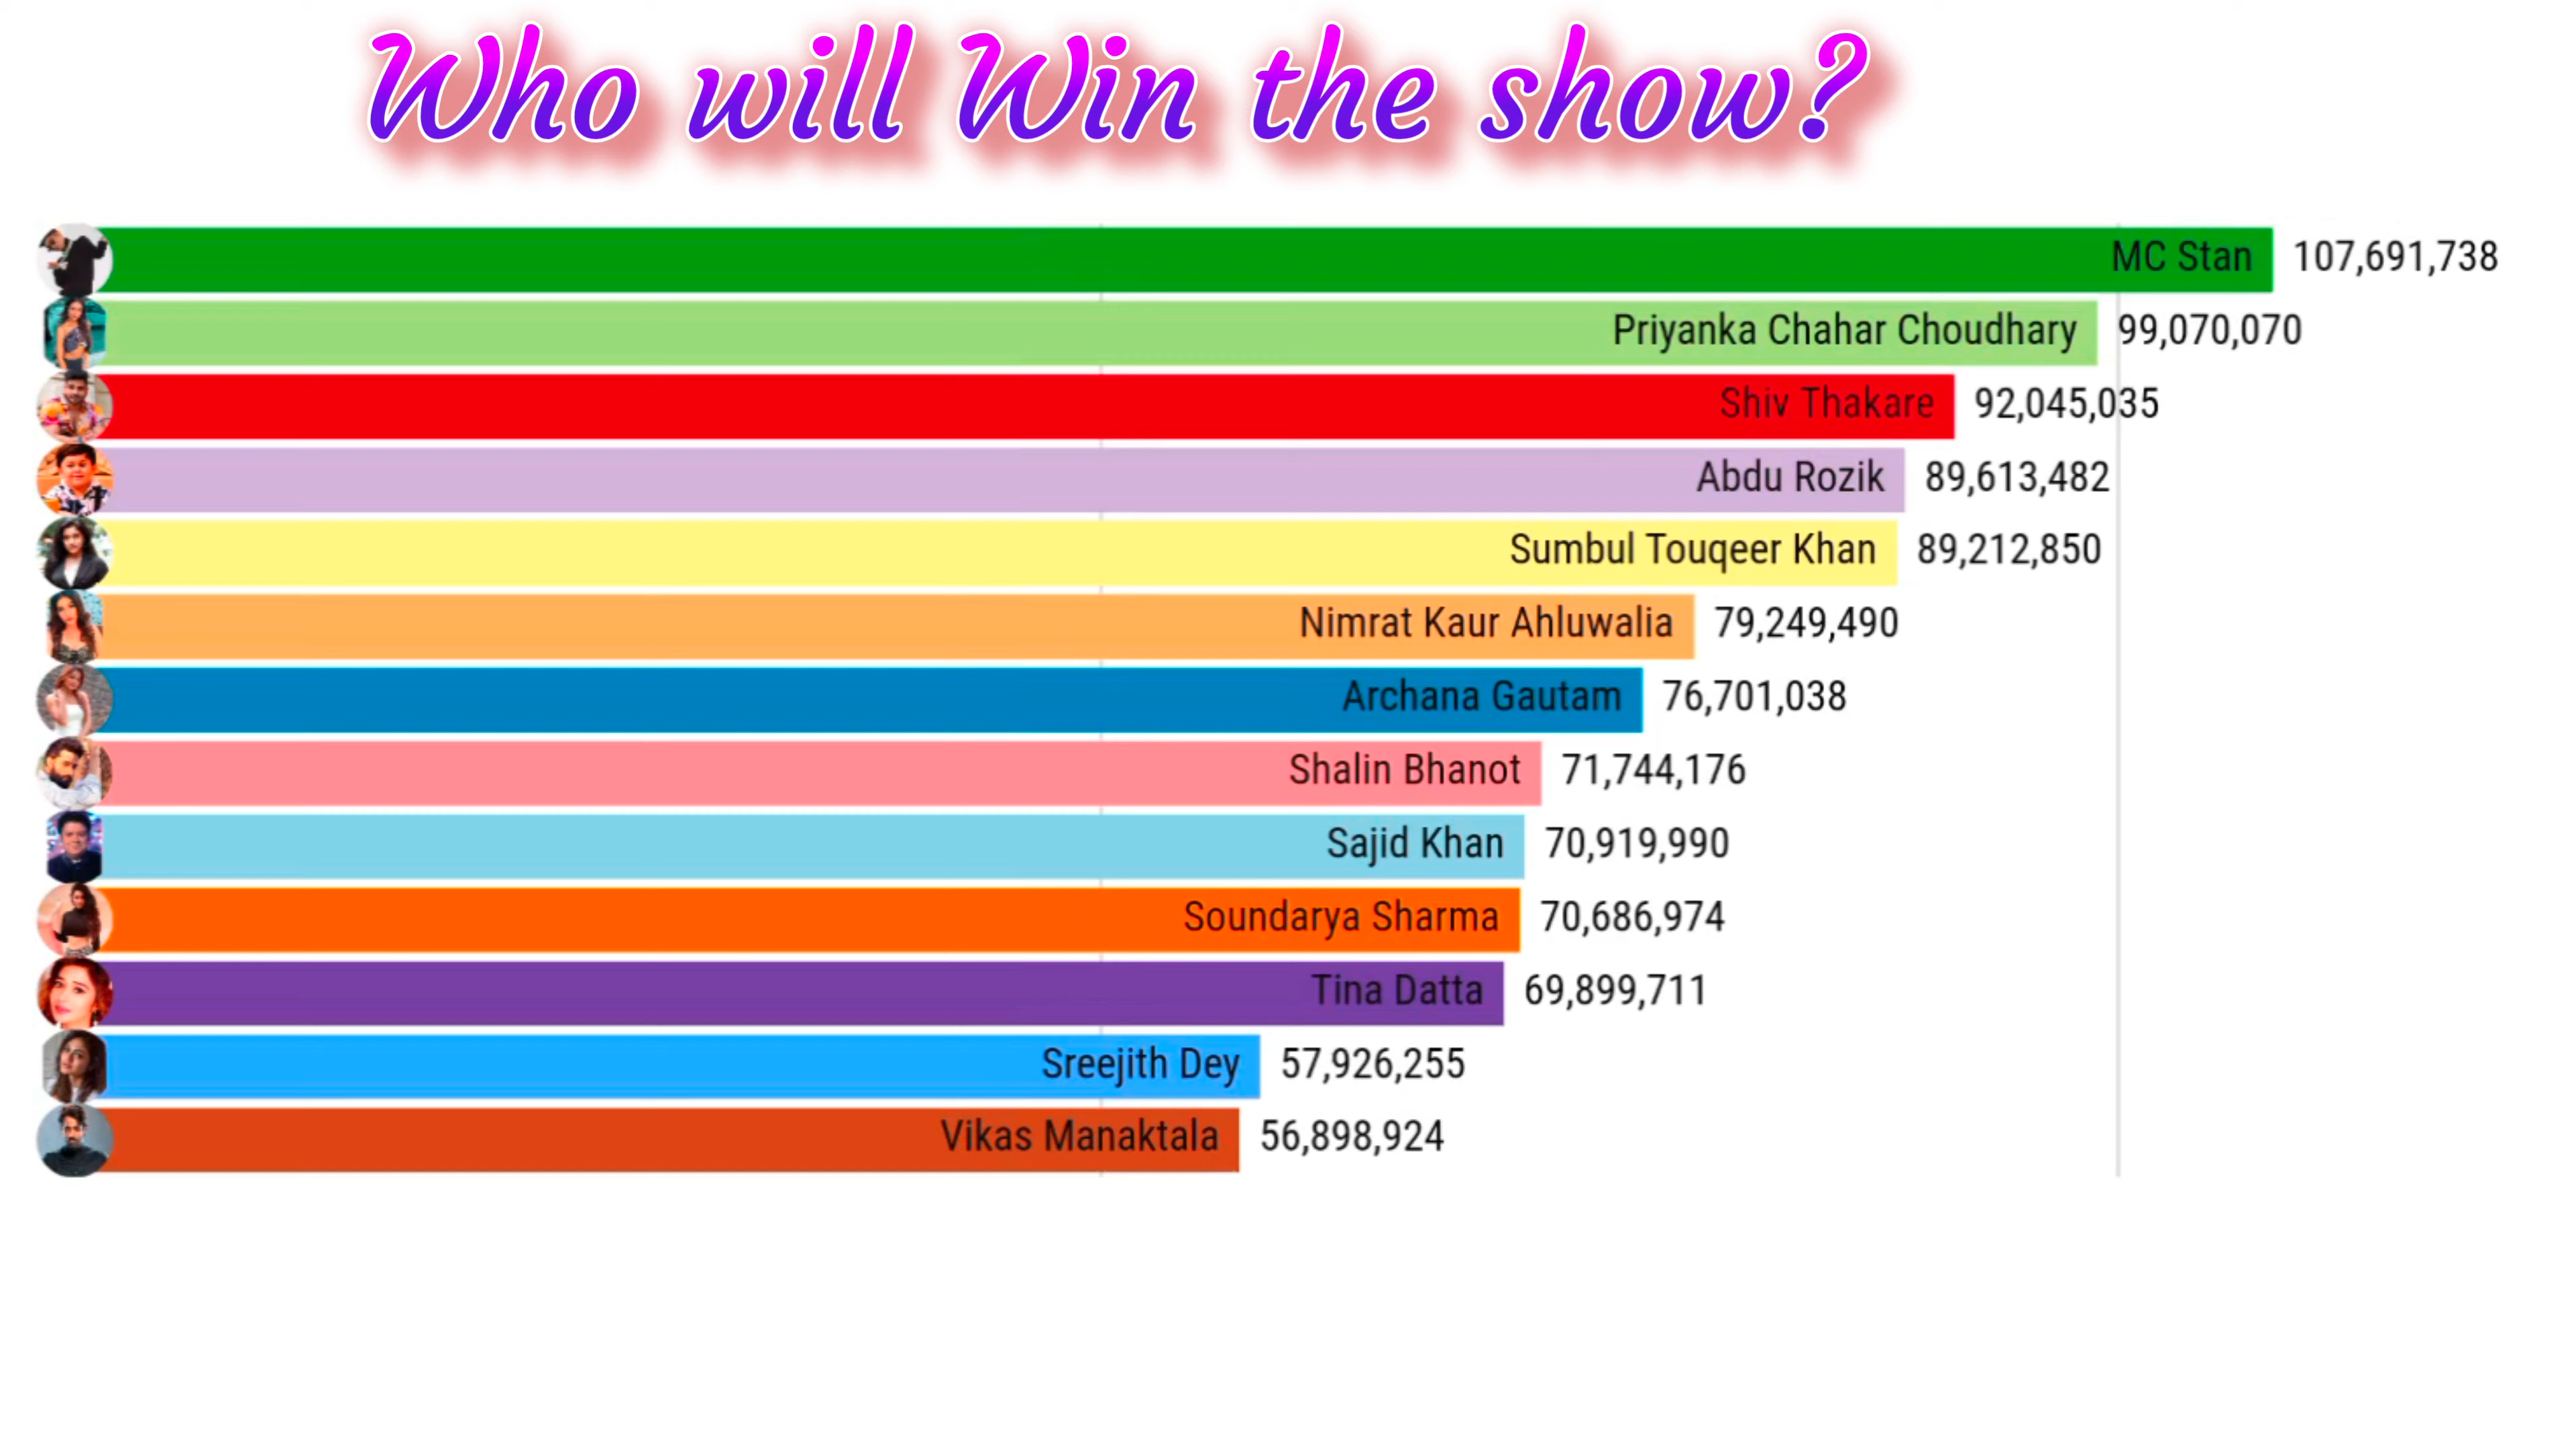 Who will Win the show?
MC Stan 107,691,738
Priyanka Chahar Choudhary 99,070,070
Shiv Thakare 92,045,035
Abdu Rozik 89,613,482
Sumbul Touqeer Khan 89,212,850
Nimrat Kaur Ahluwalia 79,249,490
Archana Gautam 76,701,038
Shalin Bhanot 71,744,176
Sajid Khan 70,919,990
Soundarya Sharma 70,686,974
Tina Datta 69,899,711
Sreejith Dey 57,926,255
Vikas Manaktala 56,898,924